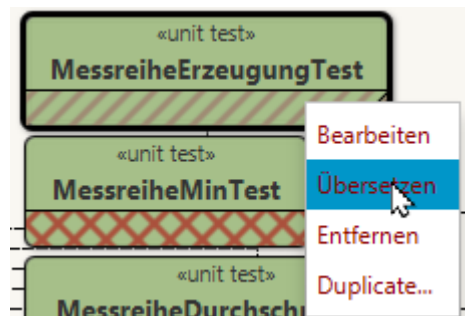 «unit test»
MessreiheErzeugungTest
Bearbeiten
«unit test»
MessreiheMinTest
Übersetzen
Entfernen
«unit test»
Duplicate...